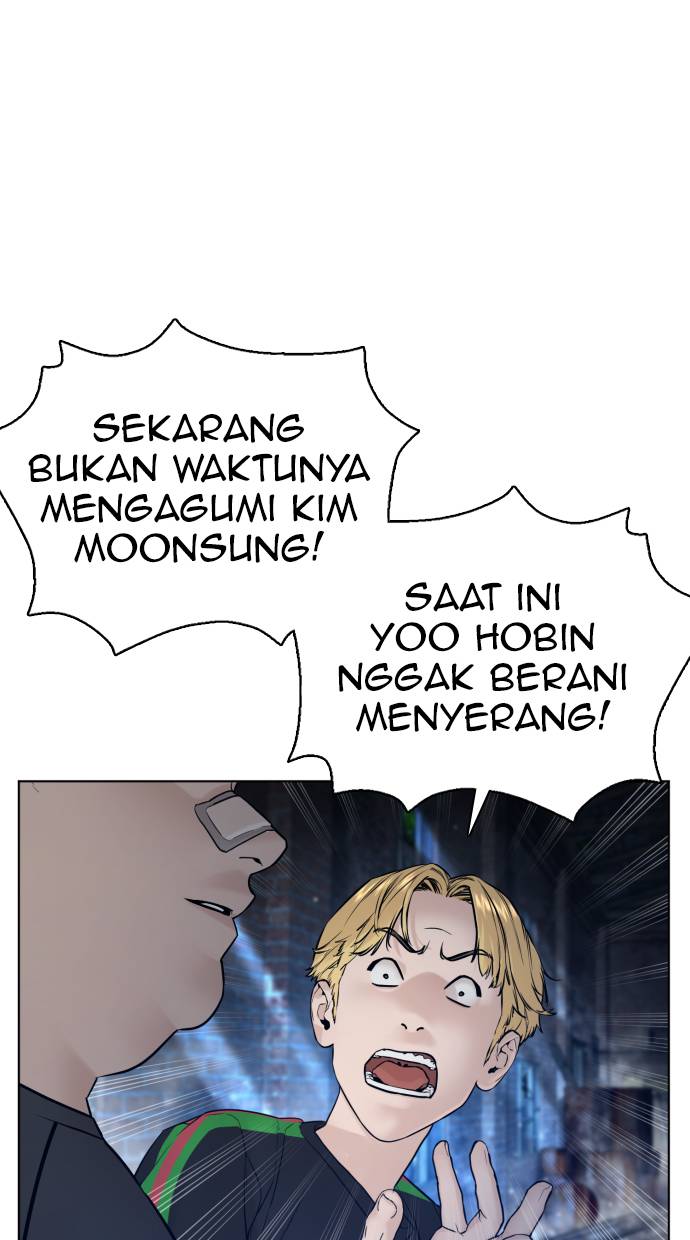 SEKARANG
BUKAN WAKTUNYA
MENGAGUMI KIM
MOONSUNG!
SAAT INI
YOO HOBIN
NGGAK BERANI
MENYERANG!